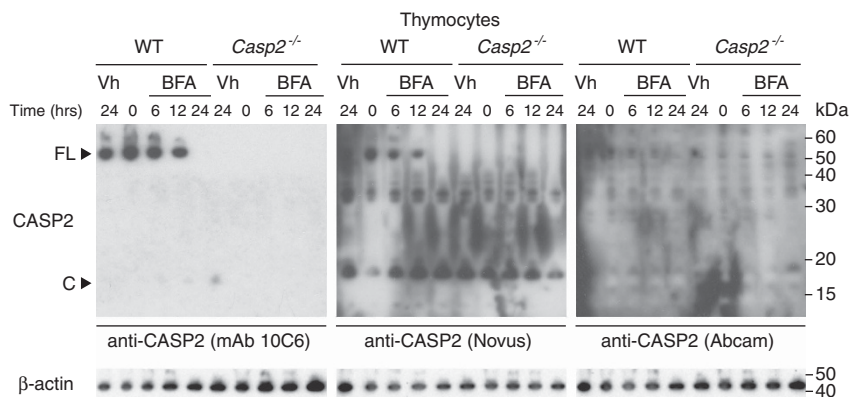 Thymocytes
WT Casp2 -/- WT Casp2 -/- WT Casp2 -/-
Vh BFA Vh BFA Vh BFA Vh BFA Vh BFA Vh BFA
Time (hrs) 24 0 6 12 24 24 0 6 12 24 24 0 6 12 24 24 0 6 12 24 24 0 6 12 24 24 0 6 12 24 kDa
FL 60
50
40
CASP2 30
20
C 15
anti-CASP2 (mAb 10C6) anti-CASP2 (Novus) anti-CASP2 (Abcam)
β-actin 50
40